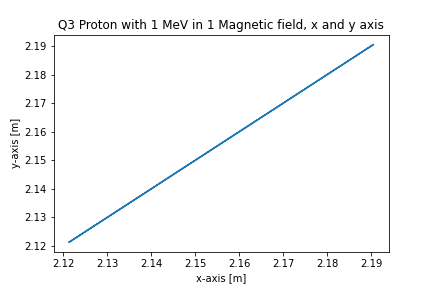 Q3 Proton with 1 MeV in 1 Magnetic field, x and y axis
2.19
2.18
2.17
2.16
2.15
2.14
2.13
2.12
y-axis [m]
2.12 2.13 2.14 2.15 2.16 2.17 2.18 2.19
x-axis [m]